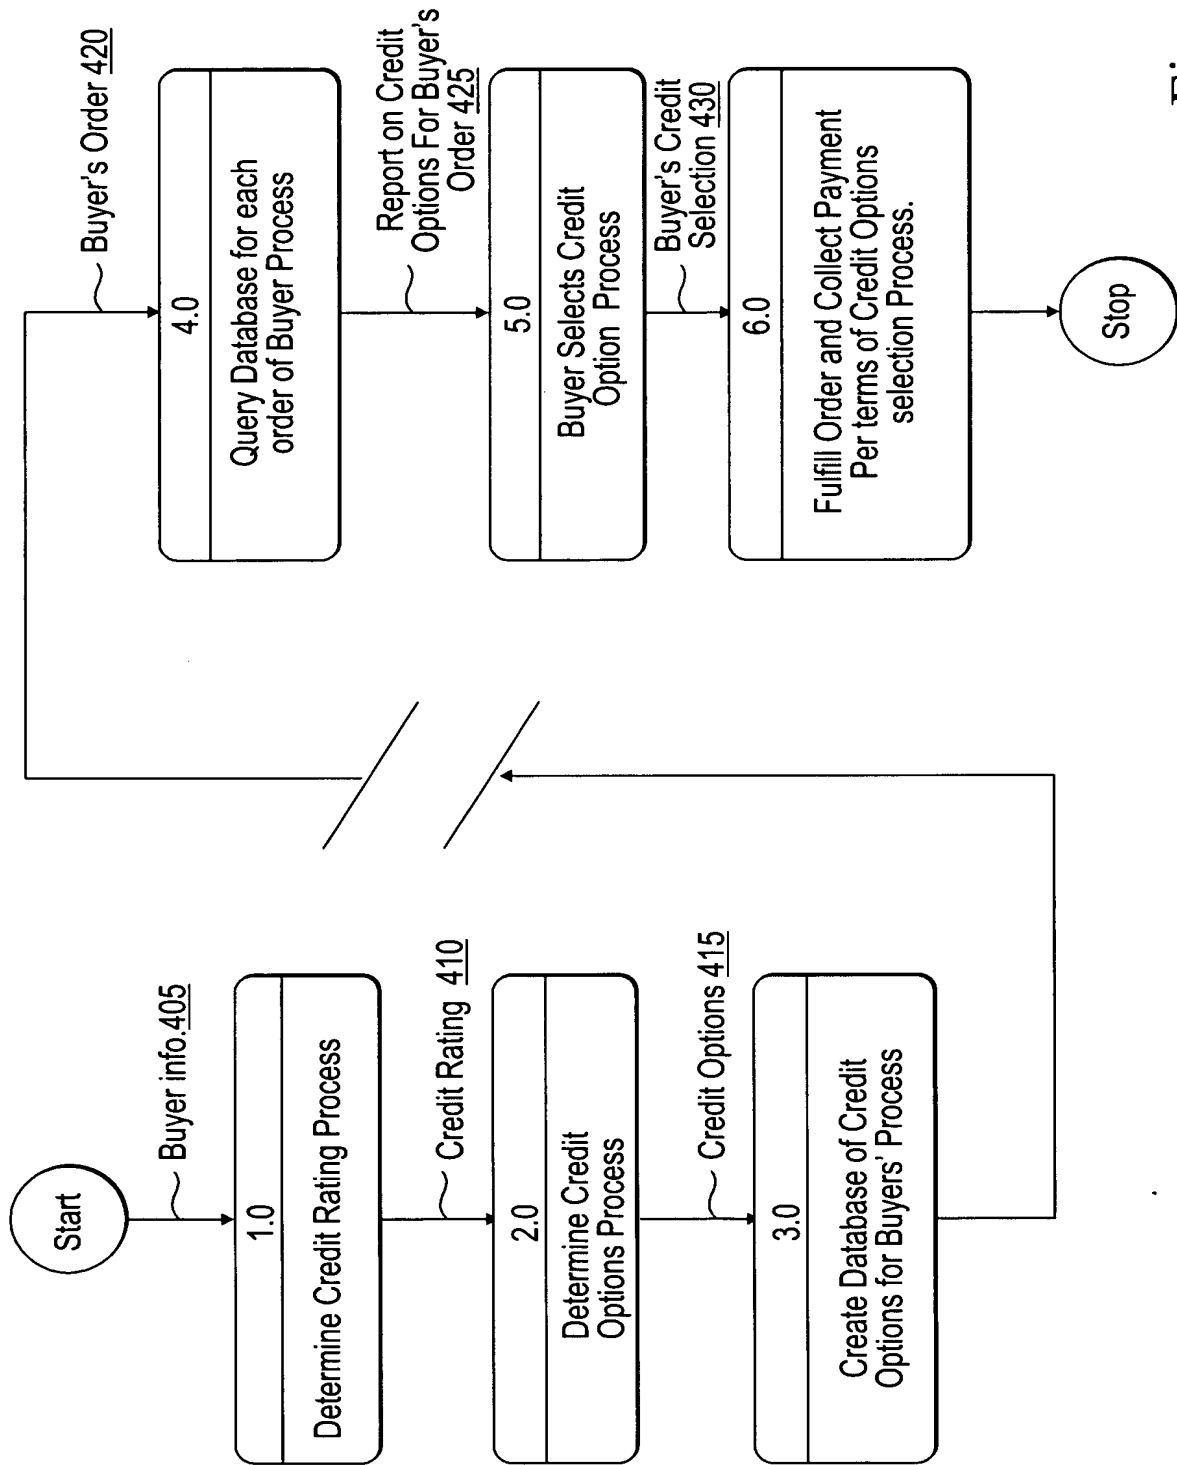 Start
Buyer info.405
1.0
Determine Credit Rating Process
Credit Rating 410
2.0
Determine Credit
Options Process
Credit Options 415
3.0
Create Database of Credit
Options for Buyers' Process
Buyer's Order 420
4.0
Query Database for each
order of Buyer Process
Report on Credit
Options For Buyer's
Order 425
5.0
Buyer Selects Credit
Option Process
Buyer's Credit
Selection 430
6.0
Fulfill Order and Collect Payment
Per terms of Credit Options
selection Process.
Stop